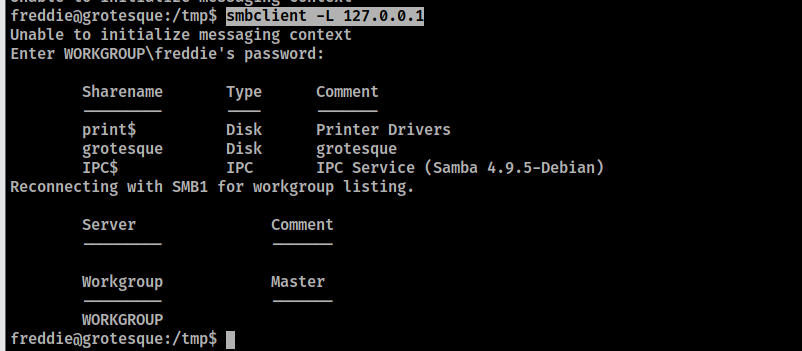 freddie@grotesque:/tmp$ smbclient -L 127.0.0.1
Unable to initialize messaging context
Enter WORKGROUP\freddie's password:
Sharename Type Comment
--------- ---- -------
print$ Disk Printer Drivers
grotesque Disk grotesque
IPC$ IPC IPC Service (Samba 4.9.5-Debian)
Reconnecting with SMB1 for workgroup listing.
Server Comment
--------- -------
Workgroup Master
--------- -------
WORKGROUP
freddie@grotesque:/tmp$